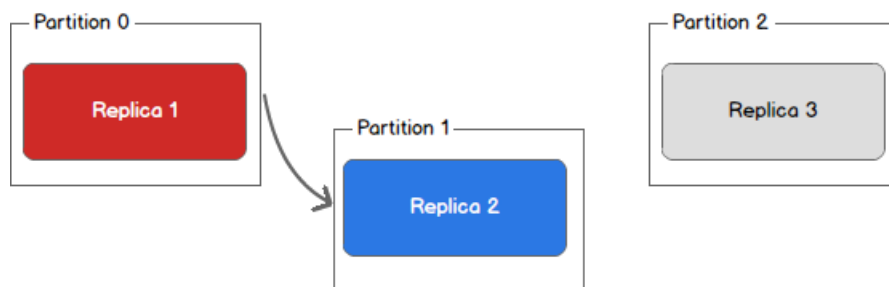 Partition 0
Replica 1
Partition 1
Replica 2
Partition 2
Replica 3